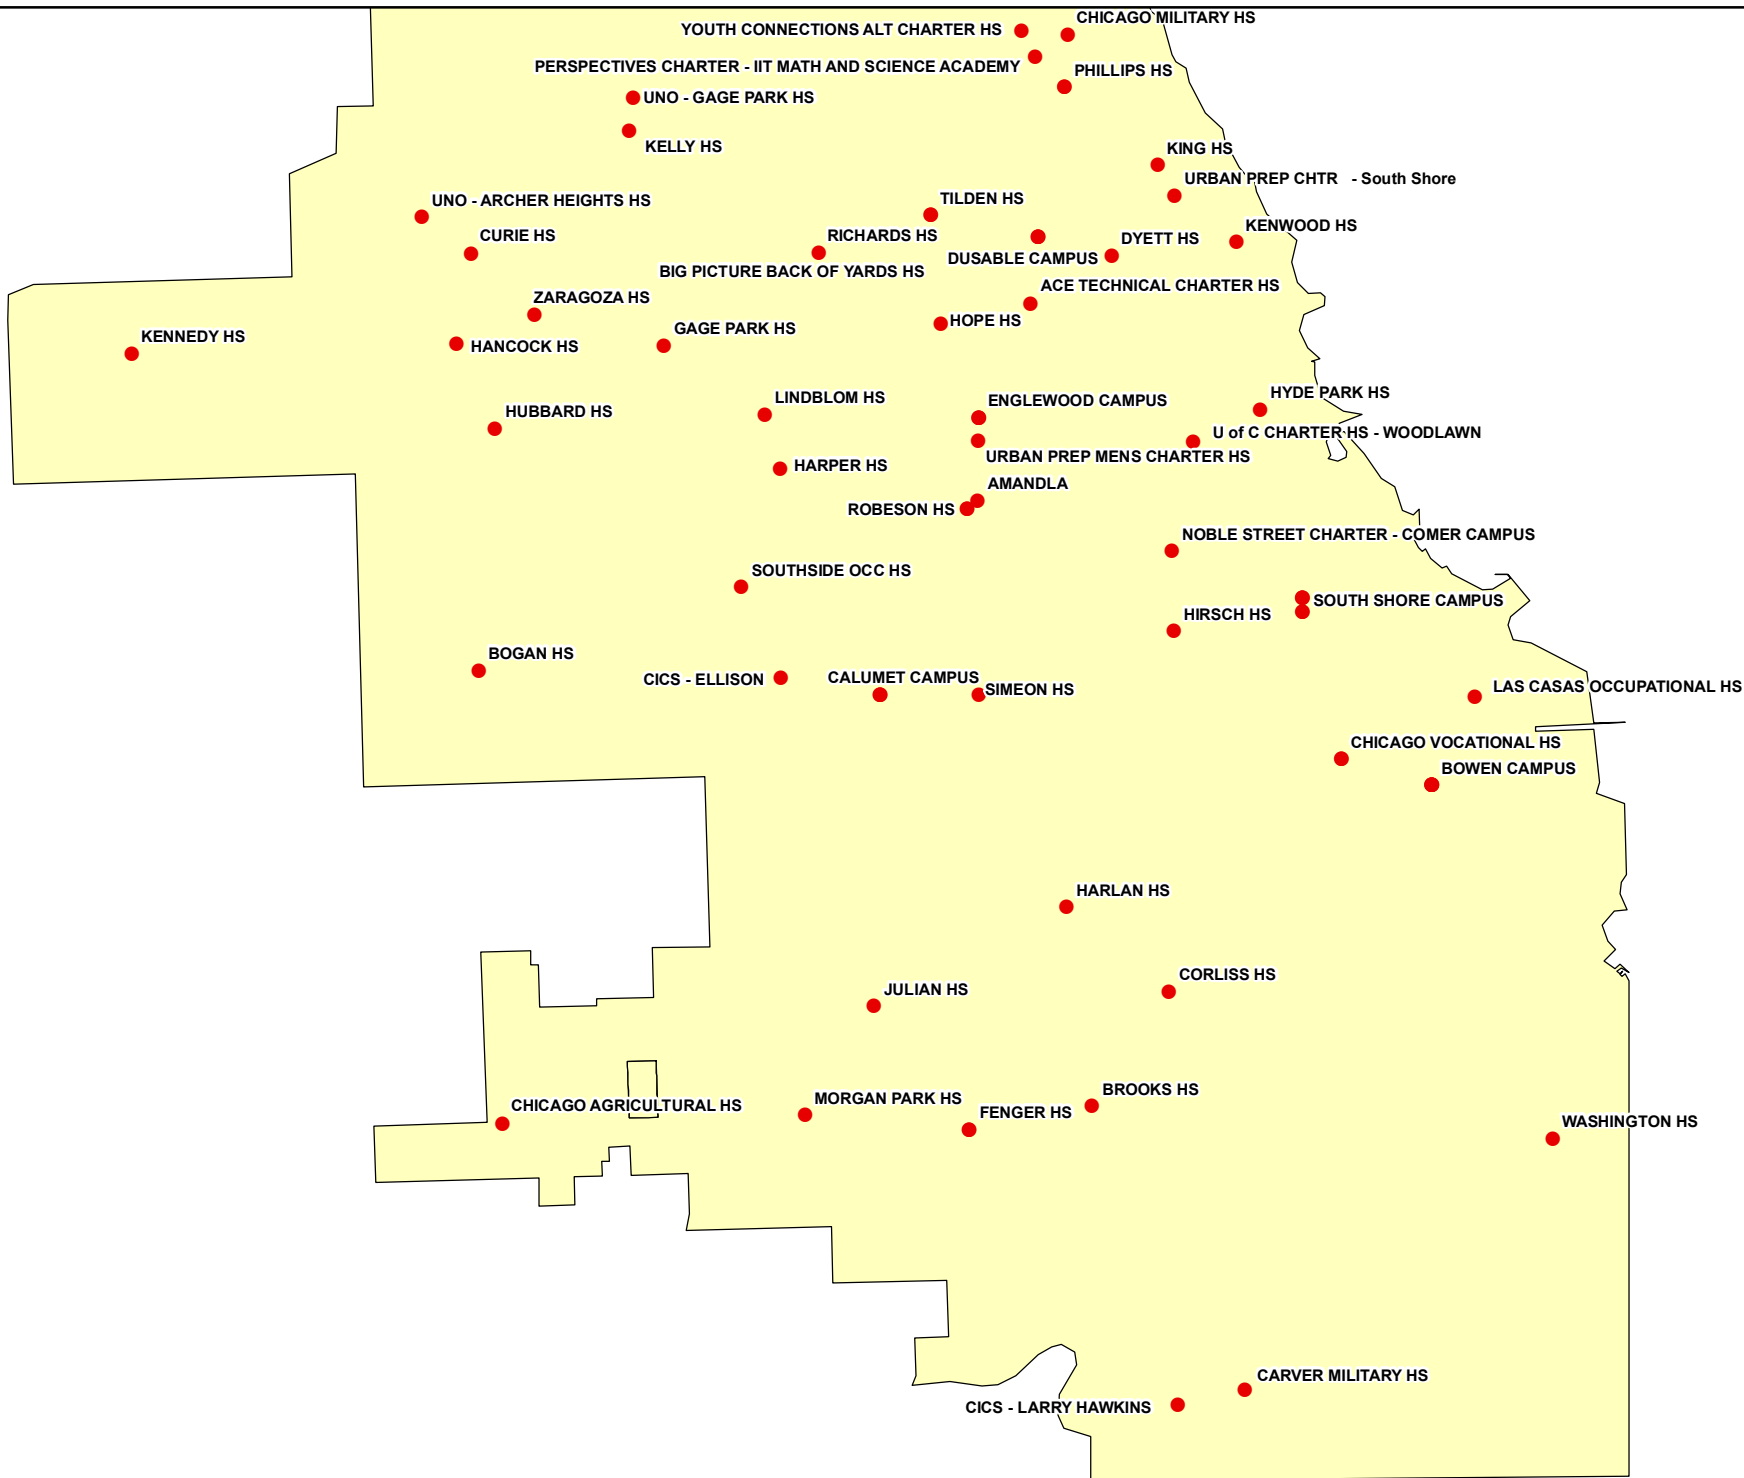 CHICAGO MILITARY HS
YOUTH CONNECTIONS ALT CHARTER HS
PERSPECTIVES CHARTER - IIT MATH AND SCIENCE ACADEMY
PHILLIPS HS
UNO - GAGE PARK HS
KELLY HS
KING HS
URBAN PREP CHTR - South Shore
UNO - ARCHER HEIGHTS HS
TILDEN HS
KENWOOD HS
CURIE HS
RICHARDS HS
DYETT HS
DUSABLE CAMPUS
BIG PICTURE BACK OF YARDS HS
ACE TECHNICAL CHARTER HS
ZARAGOZA HS
HOPE HS
GAGE PARK HS
KENNEDY HS
HANCOCK HS
HYDE PARK HS
LINDBLOM HS
ENGLEWOOD CAMPUS
HUBBARD HS
U of C CHARTER HS - WOODLAWN
URBAN PREP MENS CHARTER HS
HARPER HS
AMANDLA
ROBESON HS
NOBLE STREET CHARTER - COMER CAMPUS
SOUTHSIDE OCC HS
SOUTH SHORE CAMPUS
HIRSCH HS
BOGAN HS
CICS - ELLISON
CALUMET CAMPUS
SIMEON HS
LAS CASAS OCCUPATIONAL HS
CHICAGO VOCATIONAL HS
BOWEN CAMPUS
HARLAN HS
CORLISS HS
JULIAN HS
BROOKS HS
MORGAN PARK HS
CHICAGO AGRICULTURAL HS
FENGER HS
WASHINGTON HS
CARVER MILITARY HS
CICS - LARRY HAWKINS